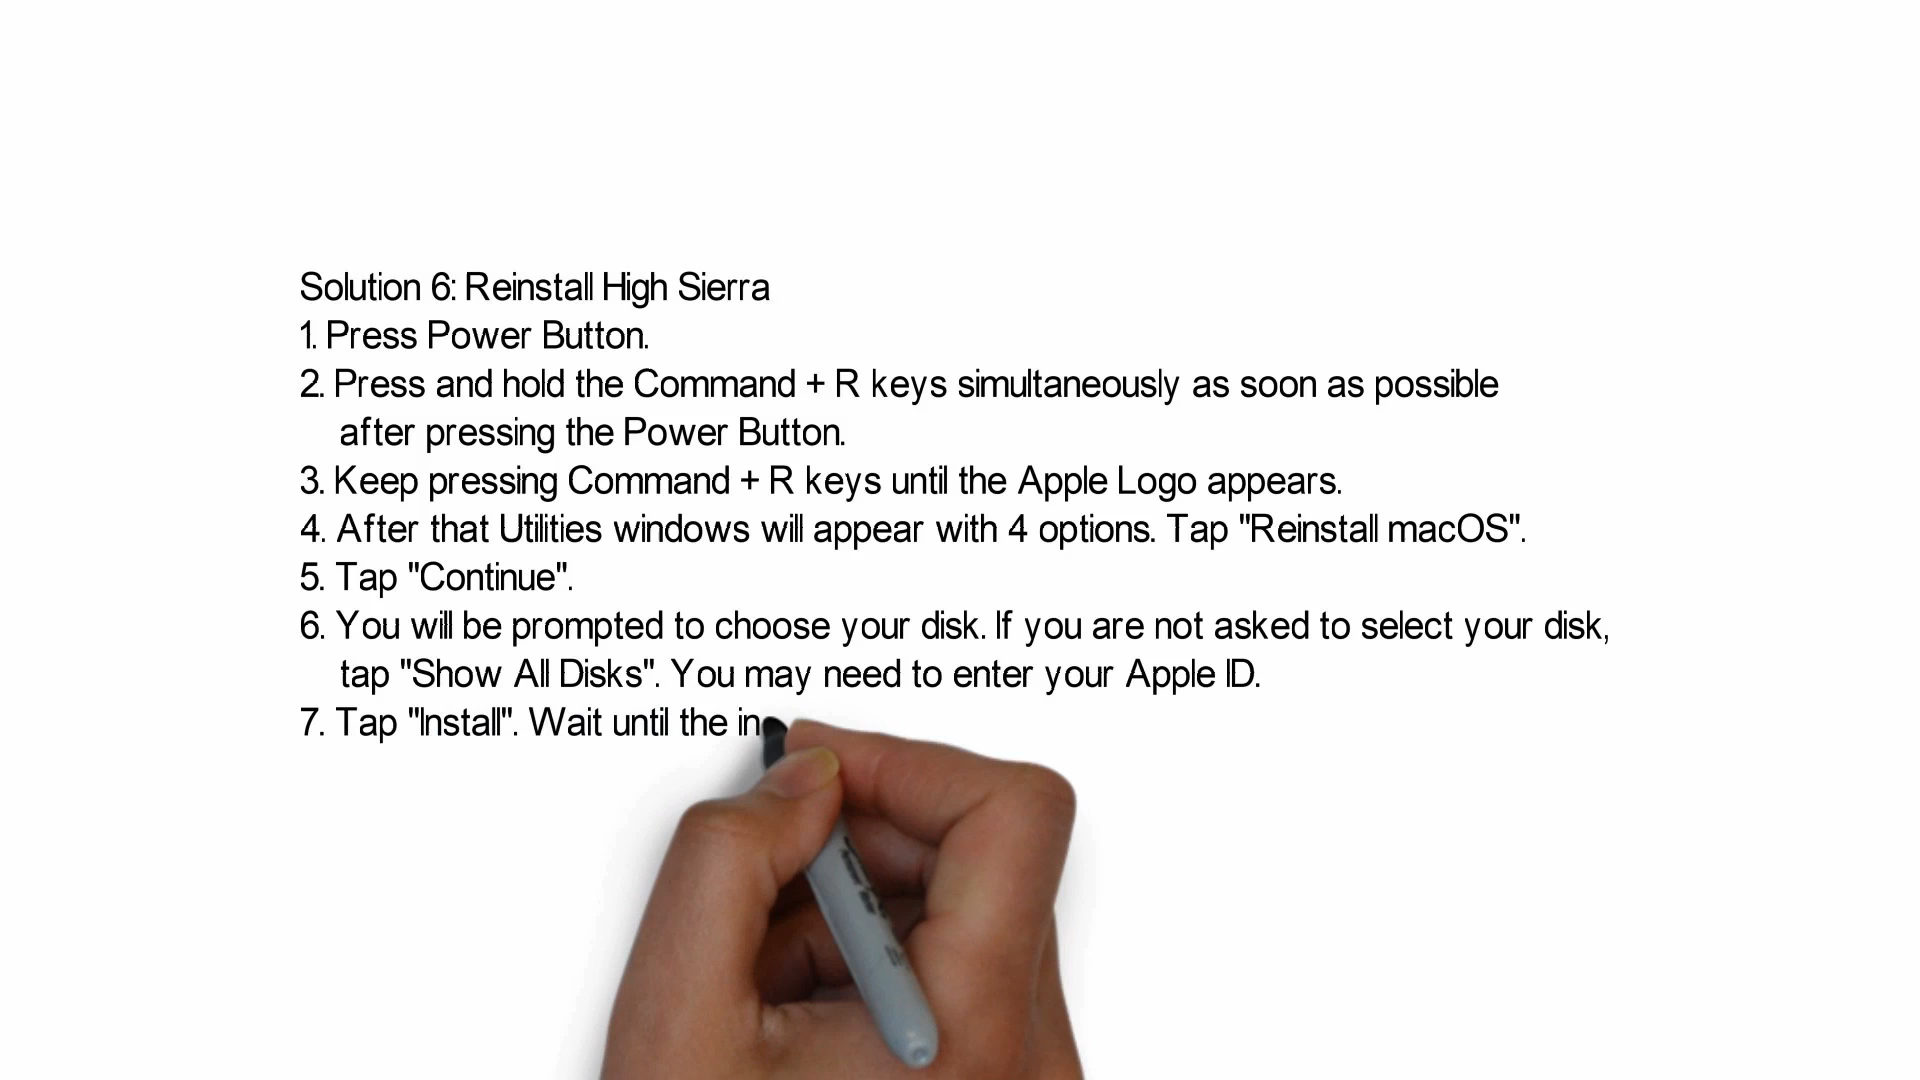 Solution 6: Reinstall High Sierra
1. Press Power Button.
2. Press and hold the Command + R keys simultaneously as soon as possible
after pressing the Power Button.
3. Keep pressing Command + R keys until the Apple Logo appears.
4. After that Utilities windows will appear with 4 options. Tap "Reinstall macOS".
5. Tap "Continue".
6. You will be prompted to choose your disk. If you are not asked to select your disk,
tap "Show All Disks". You may need to enter your Apple ID.
7. Tap "Install". Wait until the in